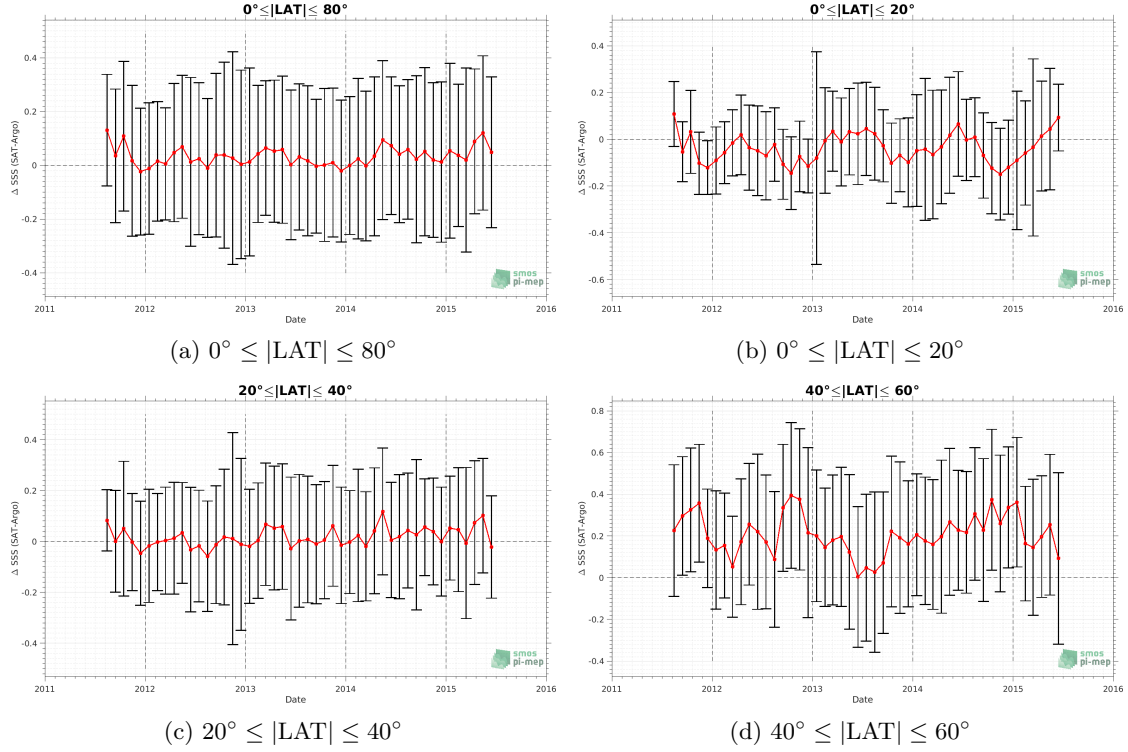 0°≤|LAT|≤ 80°
Δ SSS (SAT-Argo)
0.4
0.2
0
-0.2
-0.4
2011
2012
2013
2014
2015
2016
Date
smos
pi-mep
(a) 0° ≤ |LAT| ≤ 80°
0°≤|LAT|≤ 20°
Δ SSS (SAT-Argo)
0.4
0.2
0
-0.2
-0.4
-0.6
2011
2012
2013
2014
2015
2016
Date
smos
pi-mep
(b) 0° ≤ |LAT| ≤ 20°
20°≤|LAT|≤ 40°
Δ SSS (SAT-Argo)
0.4
0.2
0
-0.2
-0.4
2011
2012
2013
2014
2015
2016
Date
smos
pi-mep
(c) 20° ≤ |LAT| ≤ 40°
40°≤|LAT|≤ 60°
Δ SSS (SAT-Argo)
0.8
0.6
0.4
0.2
0
-0.2
-0.4
2011
2012
2013
2014
2015
2016
Date
smos
pi-mep
(d) 40° ≤ |LAT| ≤ 60°